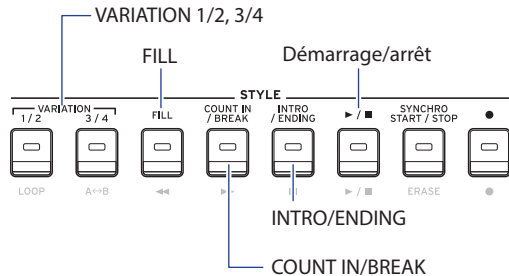 VARIATION 1/2, 3/4
FILL
Démarrage/arrêt
STYLE
VARIATION
1 / 2
3 / 4
FILL
COUNT IN
/ BREAK
INTRO
/ ENDING
►/■
SYNCHRO
START / STOP
●
LOOP
A↔B
◄◄
►/■
ERASE
●
INTRO/ENDING
COUNT IN/BREAK